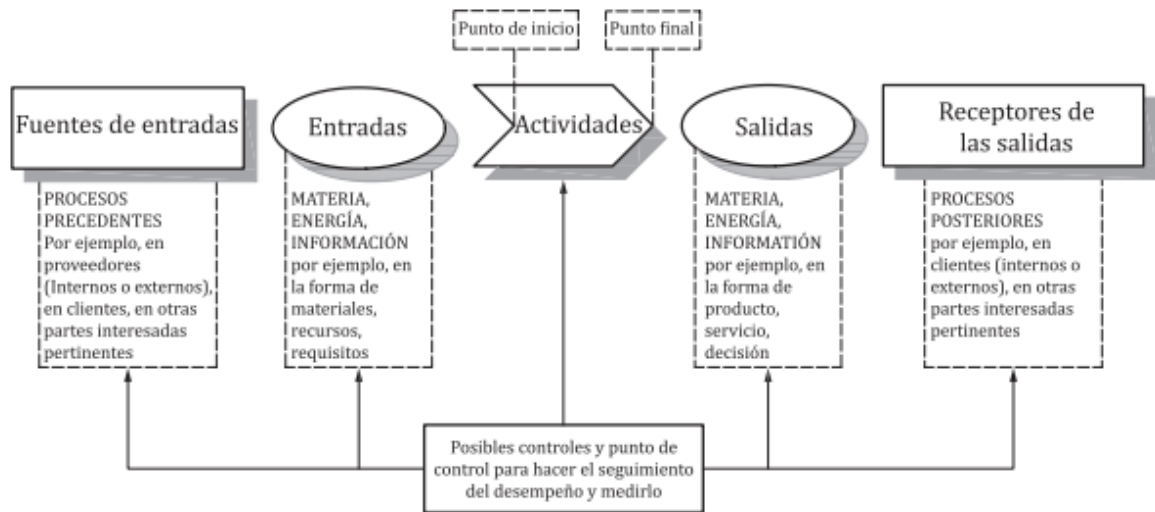 Punto de inicio
Punto final
Fuentes de entradas
Entradas
Actividades
Salidas
Receptores de
las salidas
PROCESOS
PRECEDENTES
Por ejemplo, en
proveedores
(Internos o externos),
en clientes, en otras
partes interesadas
pertinentes
MATERIA,
ENERGÍA,
INFORMACIÓN
por ejemplo, en
la forma de
materiales,
recursos,
requisitos
MATERIA,
ENERGÍA,
INFORMATIÓN
por ejemplo, en
la forma de
producto,
servicio,
decisión
PROCESOS
POSTERIORES
por ejemplo, en
clientes (internos o
externos), en otras
partes interesadas
pertinentes
Posibles controles y punto de
control para hacer el seguimiento
del desempeño y medirlo